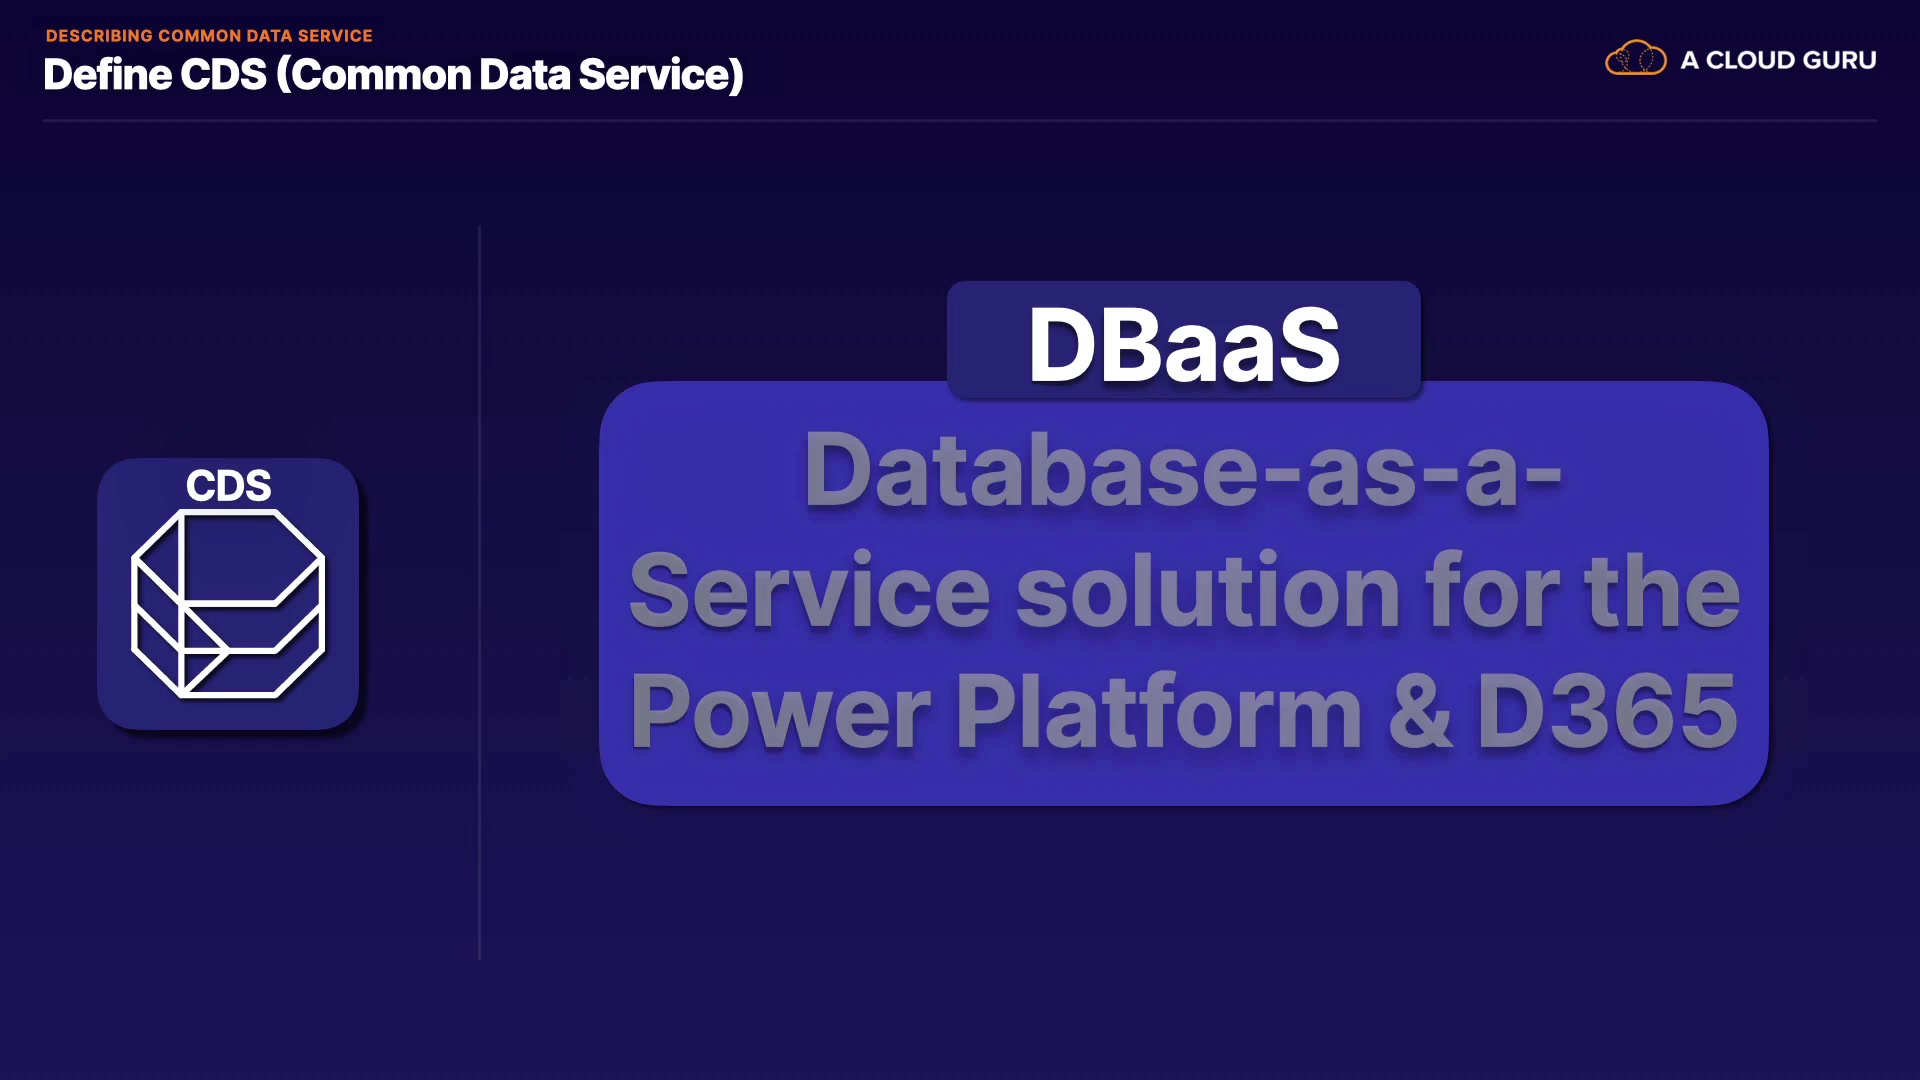 DESCRIBING COMMON DATA SERVICE
Define CDS (Common Data Service)
A CLOUD GURU
CDS
DBaaS
Database-as-a-
Service solution for the
Power Platform & D365